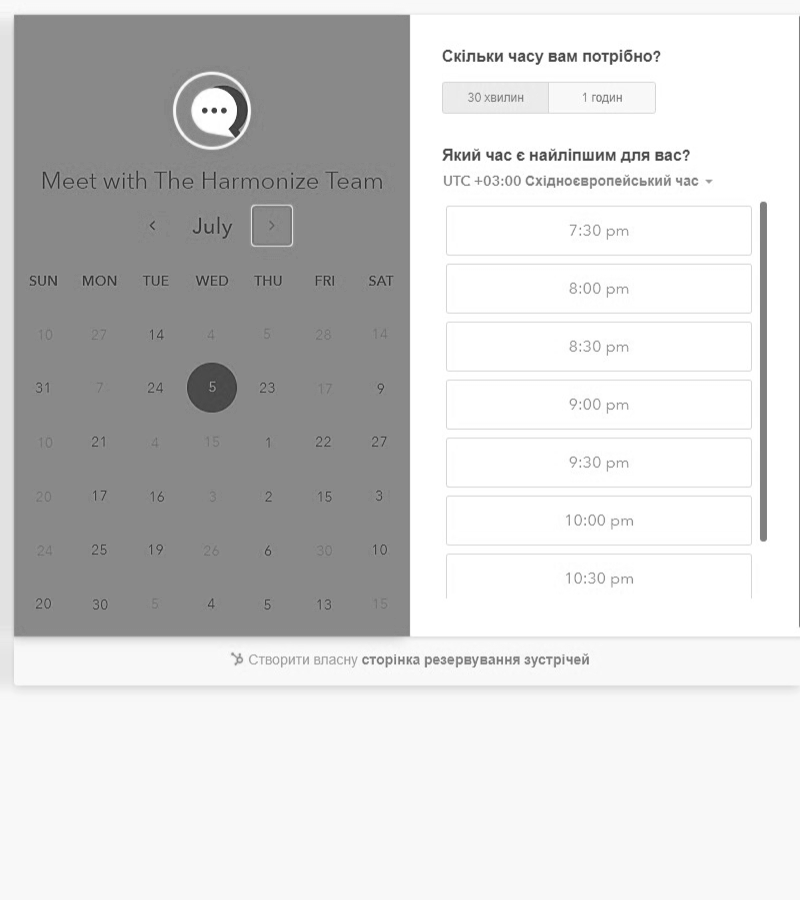 Meet with The Harmonize Team
July
SUN MON TUE WED THU FRI SAT
10 27 14 4 5 28 14
31 7 24 5 23 17 9
10 21 4 15 1 22 27
20 17 16 3 2 15 3
24 25 19 26 6 30 10
20 30 5 4 5 13 15
Скільки часу вам потрібно?
30 хвилин 1 годин
Який час є найліпшим для вас?
UTC +03:00 Східноєвропейський час
7:30 pm
8:00 pm
8:30 pm
9:00 pm
9:30 pm
10:00 pm
10:30 pm
Створити власну сторінка резервування зустрічей